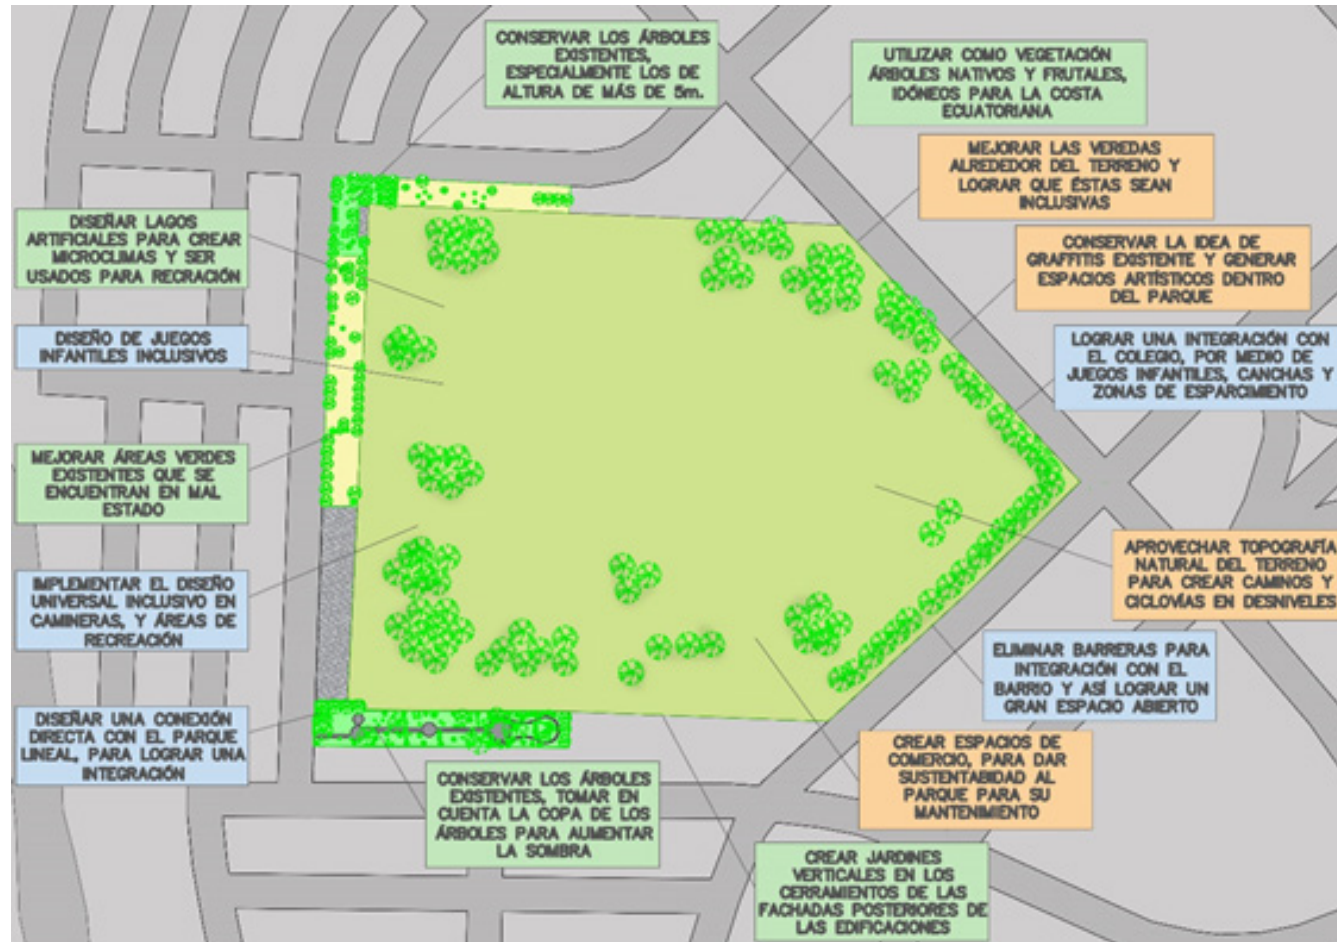 CONSERVAR LOS ÁRBOLES
EXISTENTES,
ESPECIALMENTE LOS DE
ALTURA DE MÁS DE 5m.
UTILIZAR COMO VEGETACIÓN
ÁRBOLES NATIVOS Y FRUTALES,
IDÓNEOS PARA LA COSTA
ECUATORIANA
MEJORAR LAS VEREDAS
ALREDEDOR DEL TERRENO Y
LOGRAR QUE ÉSTAS SEAN
INCLUSIVAS
DISEÑAR LAGOS
ARTIFICIALES PARA CREAR
MICROCLIMAS Y SER
USADOS PARA RECRACIÓN
CONSERVAR LA IDEA DE
GRAFFITIS EXISTENTE Y GENERAR
ESPACIOS ARTÍSTICOS DENTRO
DEL PARQUE
DISEÑO DE JUEGOS
INFANTILES INCLUSIVOS
LOGRAR UNA INTEGRACIÓN CON
EL COLEGIO, POR MEDIO DE
JUEGOS INFANTILES, CANCHAS Y
ZONAS DE ESPARCIMIENTO
MEJORAR ÁREAS VERDES
EXISTENTES QUE SE
ENCUENTRAN EN MAL
ESTADO
APROVECHAR TOPOGRAFÍA
NATURAL DEL TERRENO
PARA CREAR CAMINOS Y
CICLOVÍAS EN DESNIVELES
IMPLEMENTAR EL DISEÑO
UNIVERSAL INCLUSIVO EN
CAMINERAS, Y ÁREAS DE
RECREACIÓN
ELIMINAR BARRERAS PARA
INTEGRACIÓN CON EL
BARRIO Y ASÍ LOGRAR UN
GRAN ESPACIO ABIERTO
DISEÑAR UNA CONEXIÓN
DIRECTA CON EL PARQUE
LINEAL, PARA LOGRAR UNA
INTEGRACIÓN
CREAR ESPACIOS DE
COMERCIO, PARA DAR
SUSTENTABIDAD AL
PARQUE PARA SU
MANTENIMIENTO
CONSERVAR LOS ÁRBOLES
EXISTENTES, TOMAR EN
CUENTA LA COPA DE LOS
ÁRBOLES PARA AUMENTAR
LA SOMBRA
CREAR JARDINES
VERTICALES EN LOS
CERRAMIENTOS DE LAS
FACHADAS POSTERIORES DE
LAS EDIFICACIONES